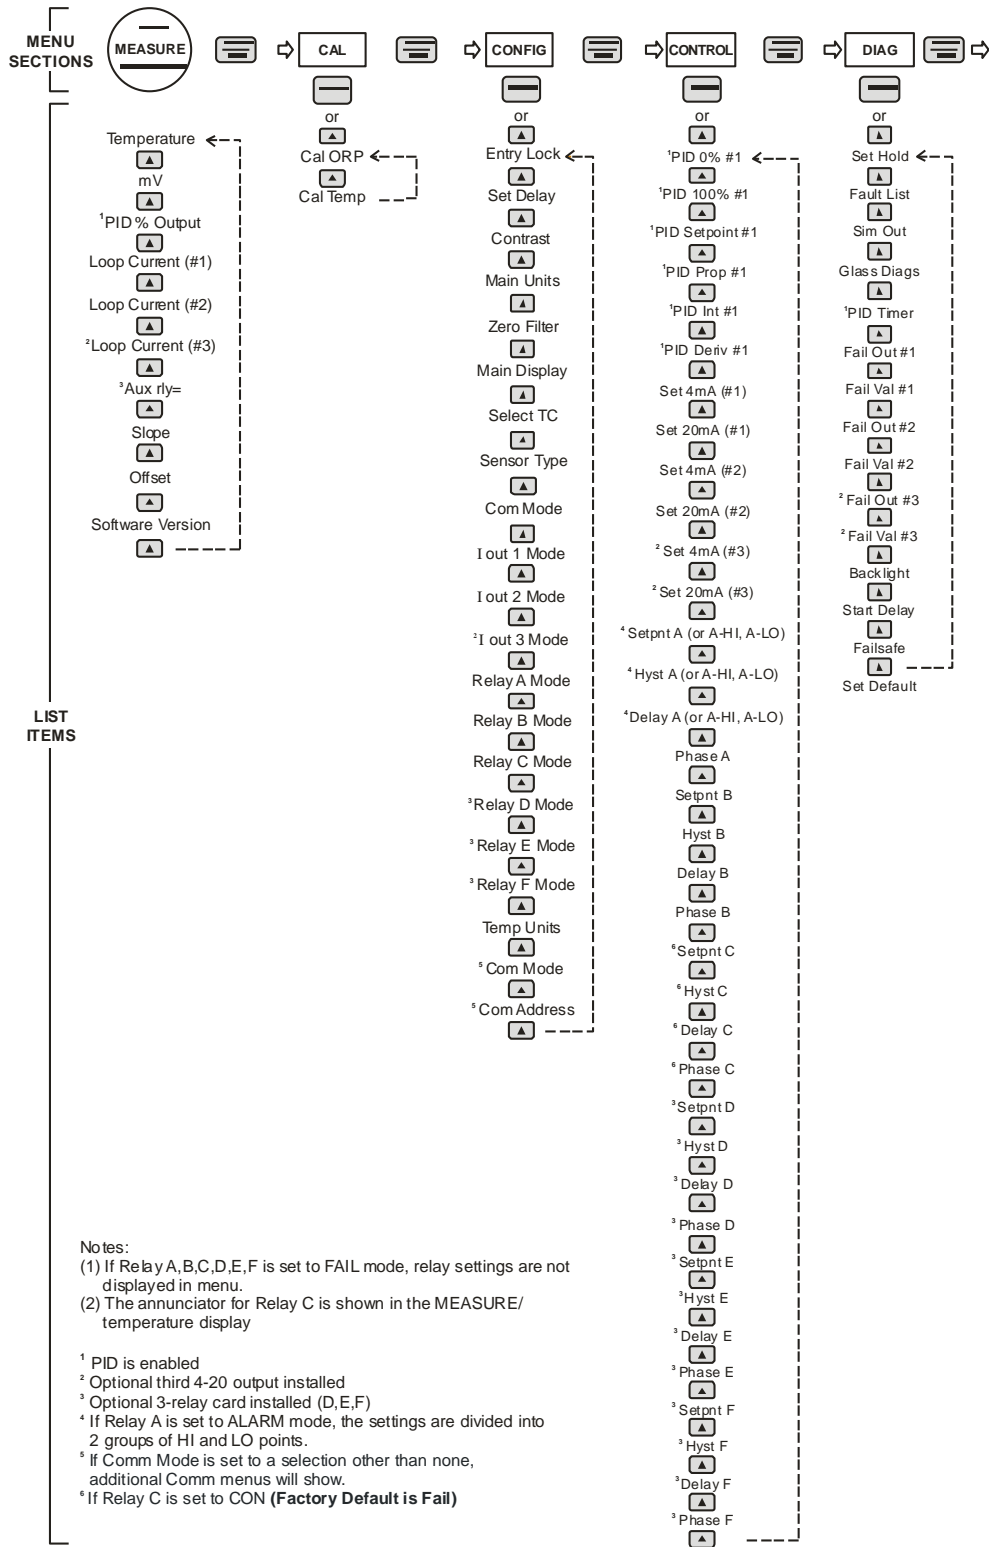 MENU
SECTIONS
MEASURE
CAL
CONFIG
CONTROL
DIAG
LIST
ITEMS
Temperature
mV
¹PID % Output
Loop Current (#1)
Loop Current (#2)
²Loop Current (#3)
³Aux rly=
Slope
Offset
Software Version
or
Cal ORP
Cal Temp
or
Entry Lock
Set Delay
Contrast
Main Units
Zero Filter
Main Display
Select TC
Sensor Type
Com Mode
I out 1 Mode
I out 2 Mode
²I out 3 Mode
Relay A Mode
Relay B Mode
Relay C Mode
³Relay D Mode
³Relay E Mode
³Relay F Mode
Temp Units
⁵Com Mode
⁵Com Address
or
¹PID 0% #1
¹PID 100% #1
¹PID Setpoint #1
¹PID Prop #1
¹PID Int #1
¹PID Deriv #1
Set 4mA (#1)
Set 20mA (#1)
Set 4mA (#2)
Set 20mA (#2)
²Set 4mA (#3)
²Set 20mA (#3)
⁴Setpnt A (or A-HI, A-LO)
⁴Hyst A (or A-HI, A-LO)
⁴Delay A (or A-HI, A-LO)
Phase A
Setpnt B
Hyst B
Delay B
Phase B
⁶Setpnt C
⁶Hyst C
⁶Delay C
⁶Phase C
³Setpnt D
³Hyst D
³Delay D
³Phase D
³Setpnt E
³Hyst E
³Delay E
³Phase E
³Setpnt F
³Hyst F
³Delay F
³Phase F
or
Set Hold
Fault List
Sim Out
Glass Diags
¹PID Timer
Fail Out #1
Fail Val #1
Fail Out #2
Fail Val #2
²Fail Out #3
²Fail Val #3
Backlight
Start Delay
Failsafe
Set Default
Notes:
(1) If Relay A,B,C,D,E,F is set to FAIL mode, relay settings are not
displayed in menu.
(2) The annunciator for Relay C is shown in the MEASURE/
temperature display
¹ PID is enabled
² Optional third 4-20 output installed
³ Optional 3-relay card installed (D,E,F)
⁴ If Relay A is set to ALARM mode, the settings are divided into
2 groups of HI and LO points.
⁵ If Comm Mode is set to a selection other than none,
additional Comm menus will show.
⁶ If Relay C is set to CON (Factory Default is Fail)